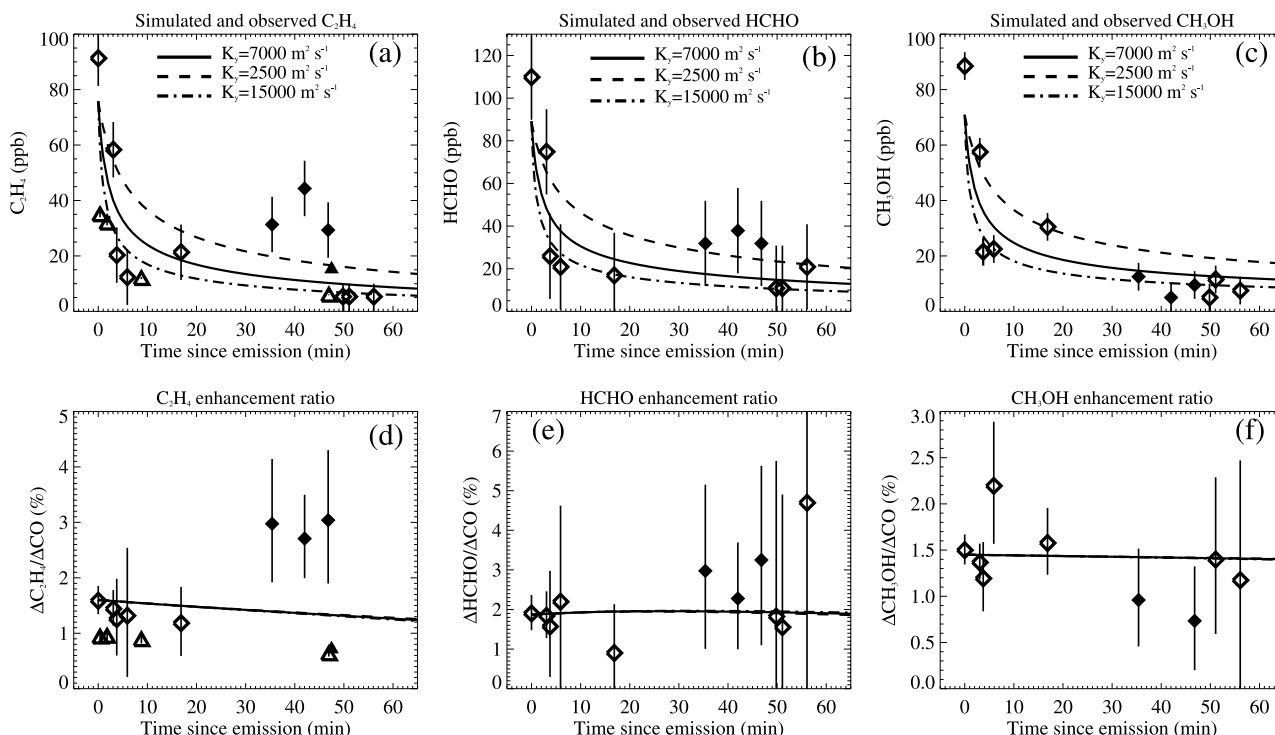 Simulated and observed C₂H₄
(a)
K_y=7000 m² s⁻¹
K_y=2500 m² s⁻¹
K_y=15000 m² s⁻¹
C₂H₄ (ppb)
100
80
60
40
20
0
0 10 20 30 40 50 60
Time since emission (min)
Simulated and observed HCHO
(b)
K_y=7000 m² s⁻¹
K_y=2500 m² s⁻¹
K_y=15000 m² s⁻¹
HCHO (ppb)
120
100
80
60
40
20
0
0 10 20 30 40 50 60
Time since emission (min)
Simulated and observed CH₃OH
(c)
K_y=7000 m² s⁻¹
K_y=2500 m² s⁻¹
K_y=15000 m² s⁻¹
CH₃OH (ppb)
100
80
60
40
20
0
0 10 20 30 40 50 60
Time since emission (min)
C₂H₄ enhancement ratio
(d)
ΔC₂H₄/ΔCO (%)
5
4
3
2
1
0
0 10 20 30 40 50 60
Time since emission (min)
HCHO enhancement ratio
(e)
ΔHCHO/ΔCO (%)
7
6
5
4
3
2
1
0
0 10 20 30 40 50 60
Time since emission (min)
CH₃OH enhancement ratio
(f)
ΔCH₃OH/ΔCO (%)
3.0
2.5
2.0
1.5
1.0
0.5
0.0
0 10 20 30 40 50 60
Time since emission (min)